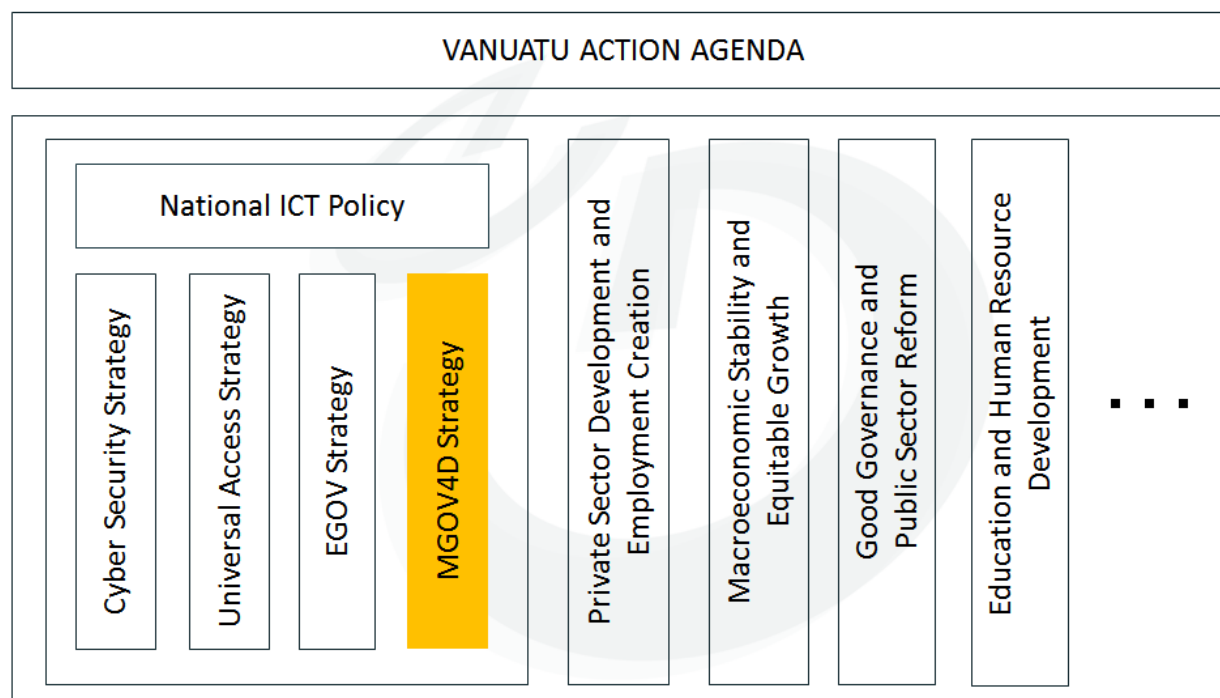 VANUATU ACTION AGENDA
National ICT Policy
Cyber Security Strategy
Universal Access Strategy
EGOV Strategy
MGOV4D Strategy
Private Sector Development and
Employment Creation
Macroeconomic Stability and
Equitable Growth
Good Governance and
Public Sector Reform
Education and Human Resource
Development
...